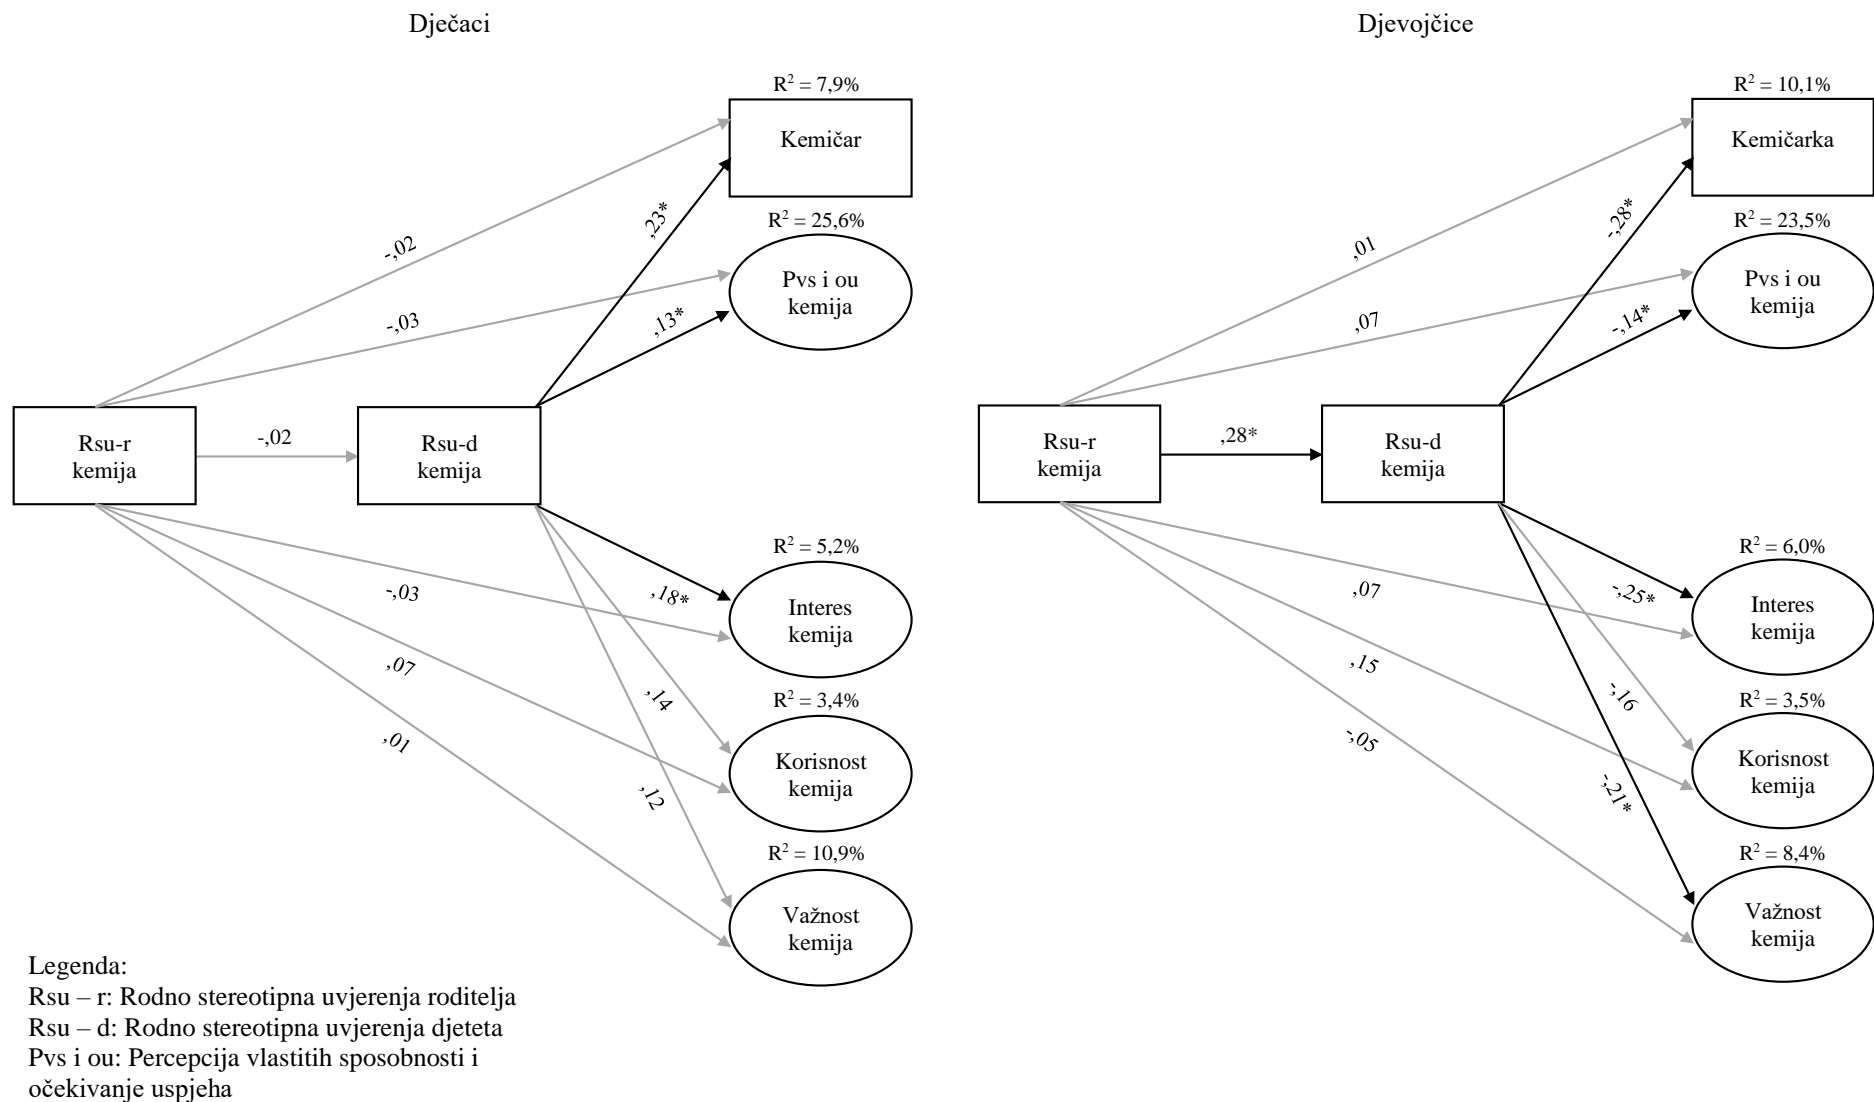 Dječaci
R² = 7,9%
Kemičar
-,02
,23*
R² = 25,6%
Pvs i ou
kemija
-,03
,13*
Rsu-r
kemija
-,02
Rsu-d
kemija
R² = 5,2%
Interes
kemija
-,03
,18*
R² = 3,4%
Korisnost
kemija
,07
,14
R² = 10,9%
Važnost
kemija
,01
,12
Legenda:
Rsu – r: Rodno stereotipna uvjerenja roditelja
Rsu – d: Rodno stereotipna uvjerenja djeteta
Pvs i ou: Percepcija vlastitih sposobnosti i
očekivanje uspjeha
Djevojčice
R² = 10,1%
Kemičarka
,01
-,28*
R² = 23,5%
Pvs i ou
kemija
,07
-,14*
Rsu-r
kemija
,28*
Rsu-d
kemija
R² = 6,0%
Interes
kemija
,07
-,25*
R² = 3,5%
Korisnost
kemija
,15
-,16
R² = 8,4%
Važnost
kemija
-,05
-,21*